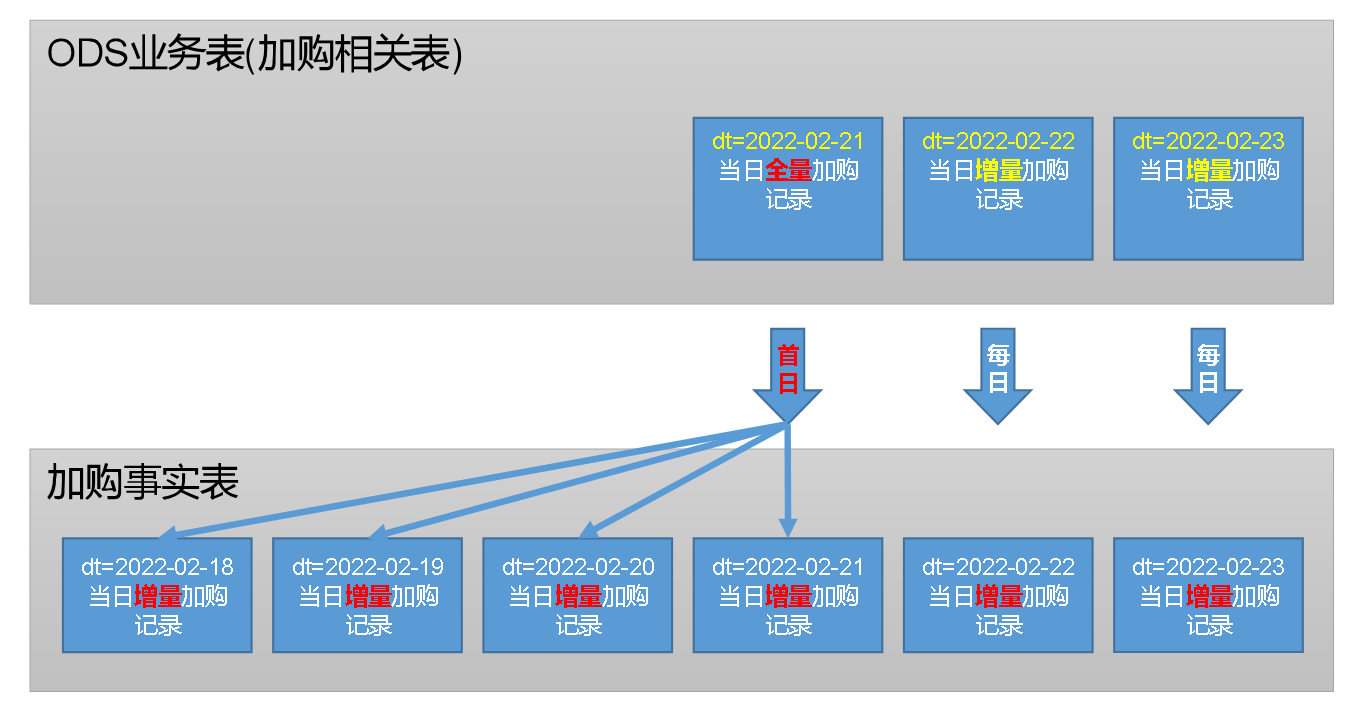 ODS业务表(加购相关表)
dt=2022-02-21
当日全量加购
记录
dt=2022-02-22
当日增量加购
记录
dt=2022-02-23
当日增量加购
记录
首
日
每
日
每
日
加购事实表
dt=2022-02-18
当日增量加购
记录
dt=2022-02-19
当日增量加购
记录
dt=2022-02-20
当日增量加购
记录
dt=2022-02-21
当日增量加购
记录
dt=2022-02-22
当日增量加购
记录
dt=2022-02-23
当日增量加购
记录